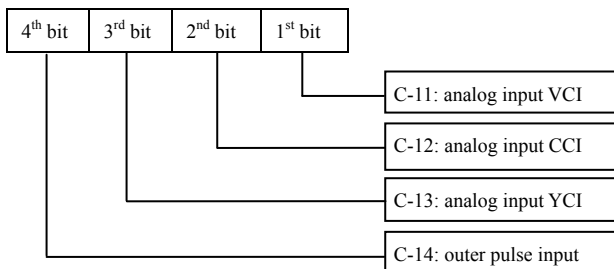 4th bit 3rd bit 2nd bit 1st bit
C-11: analog input VCI
C-12: analog input CCI
C-13: analog input YCI
C-14: outer pulse input